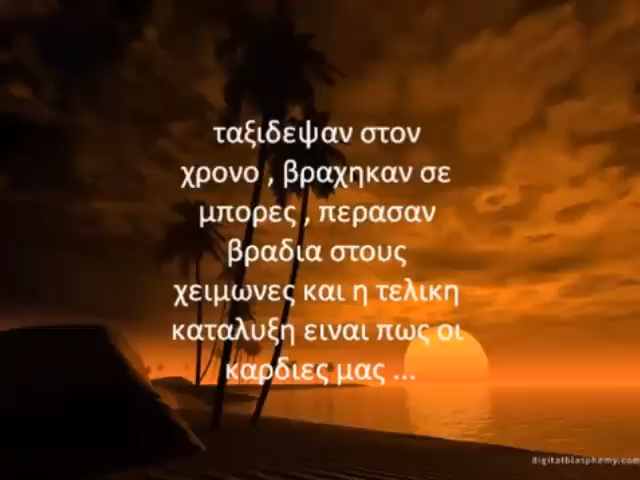 ταξιδεψαν στον
χρονο , βραχηκαν σε
μπορες , περασαν
βραδια στους
χειμωνες και η τελικη
καταλυξη ειναι πως οι
καρδιες μας ...
digitalblasphemy.com